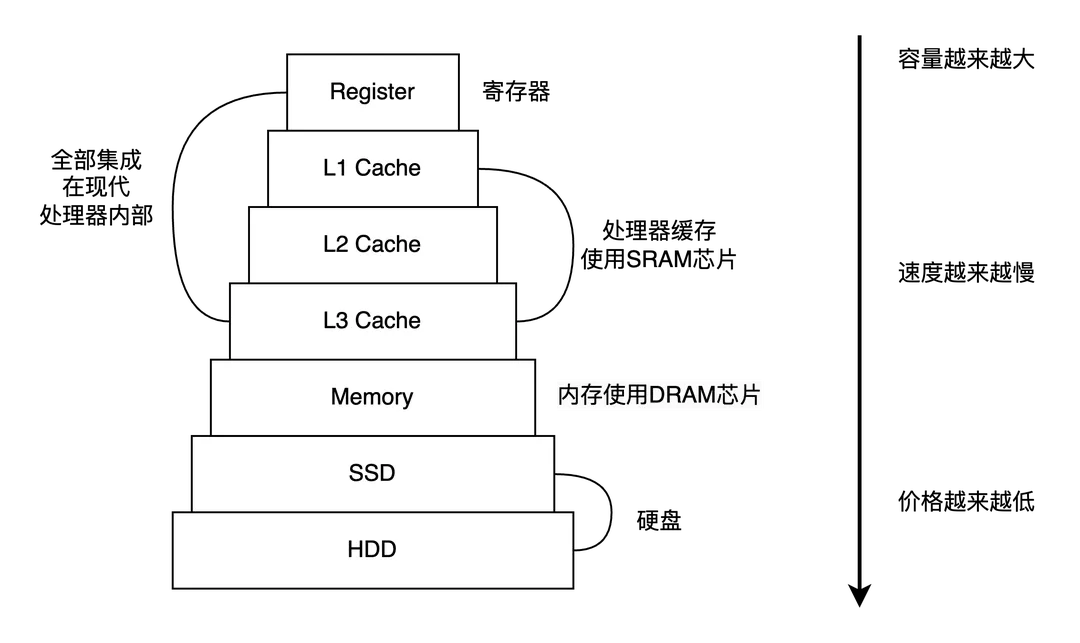 容量越来越大
Register
寄存器
全部集成
在现代
处理器内部
L1 Cache
L2 Cache
处理器缓存
使用SRAM芯片
速度越来越慢
L3 Cache
Memory
内存使用DRAM芯片
SSD
价格越来越低
硬盘
HDD